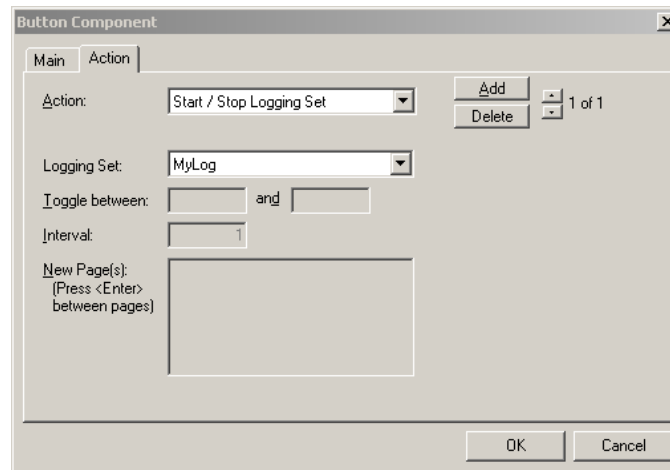 Button Component
Main Action
Action: Start / Stop Logging Set Add 1 of 1
Delete
Logging Set: MyLog
Toggle between: and
Interval: 1
New Page(s):
(Press <Enter>
between pages)
OK Cancel